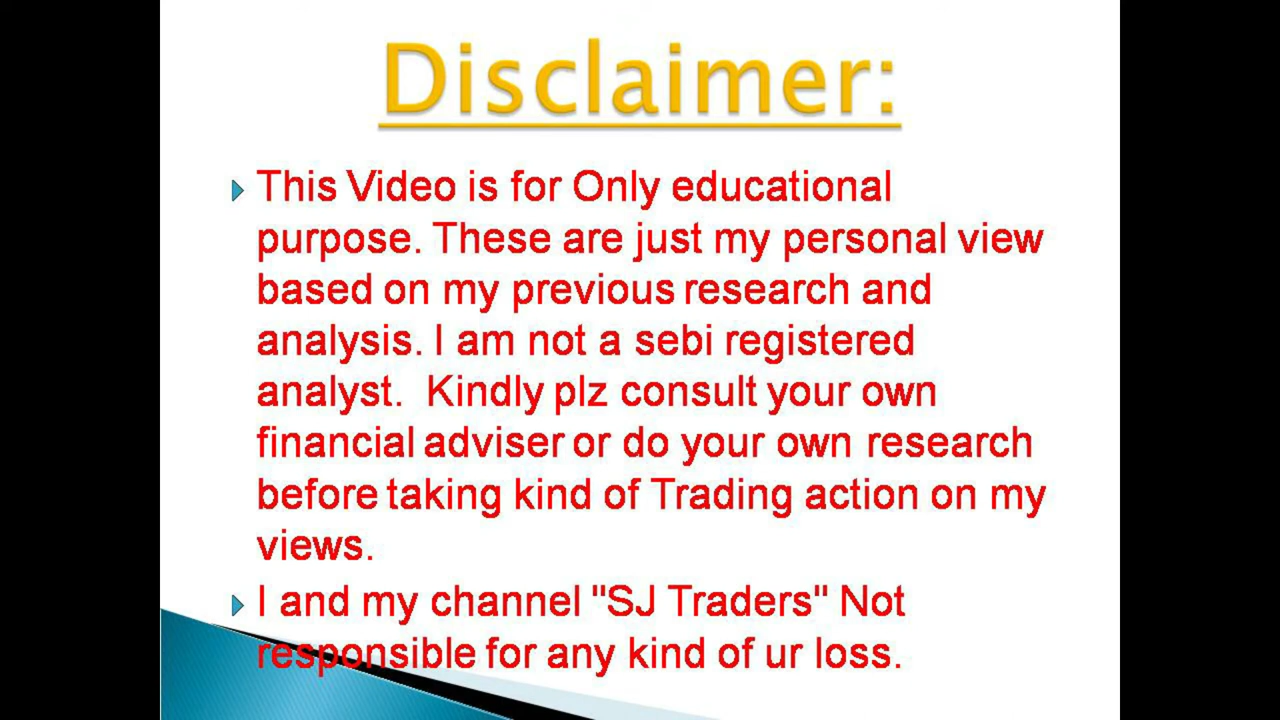 Disclaimer:
This Video is for Only educational
purpose. These are just my personal view
based on my previous research and
analysis. I am not a sebi registered
analyst.  Kindly plz consult your own
financial adviser or do your own research
before taking kind of Trading action on my
views.
I and my channel "SJ Traders" Not
responsible for any kind of ur loss.